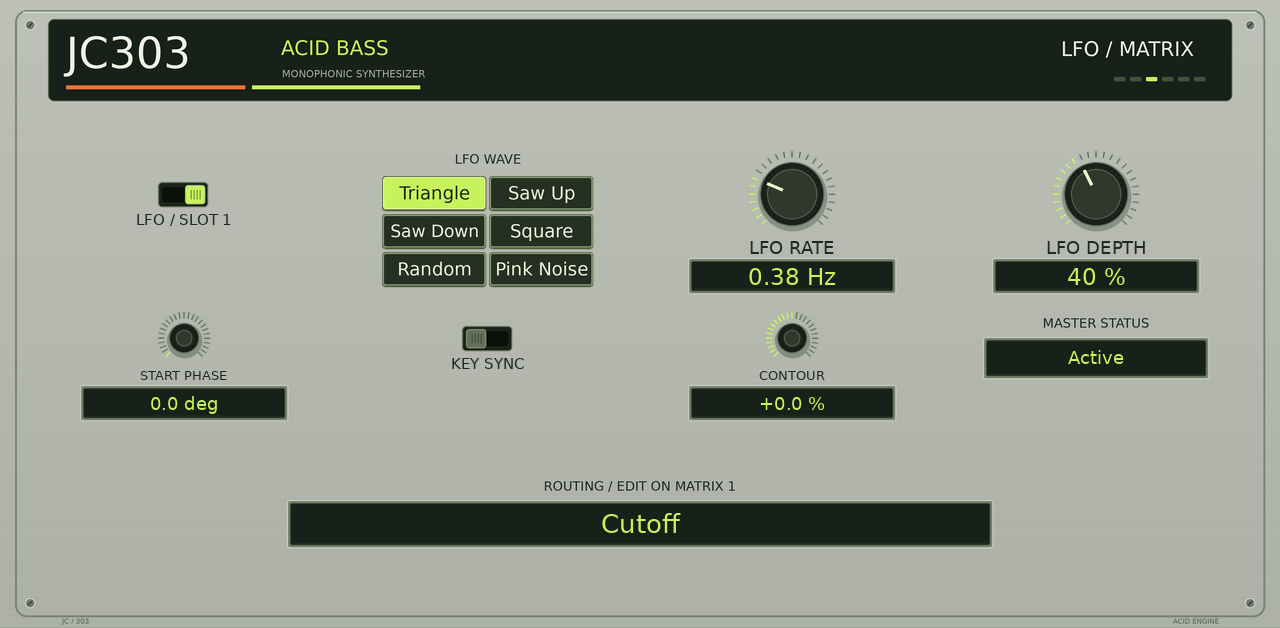 JC303
ACID BASS
MONOPHONIC SYNTHESIZER
LFO / MATRIX
LFO WAVE
Triangle
Saw Up
Saw Down
Square
Random
Pink Noise
LFO / SLOT 1
LFO RATE
0.38 Hz
LFO DEPTH
40 %
START PHASE
0.0 deg
KEY SYNC
CONTOUR
+0.0 %
MASTER STATUS
Active
ROUTING / EDIT ON MATRIX 1
Cutoff
JC / 303
ACID ENGINE